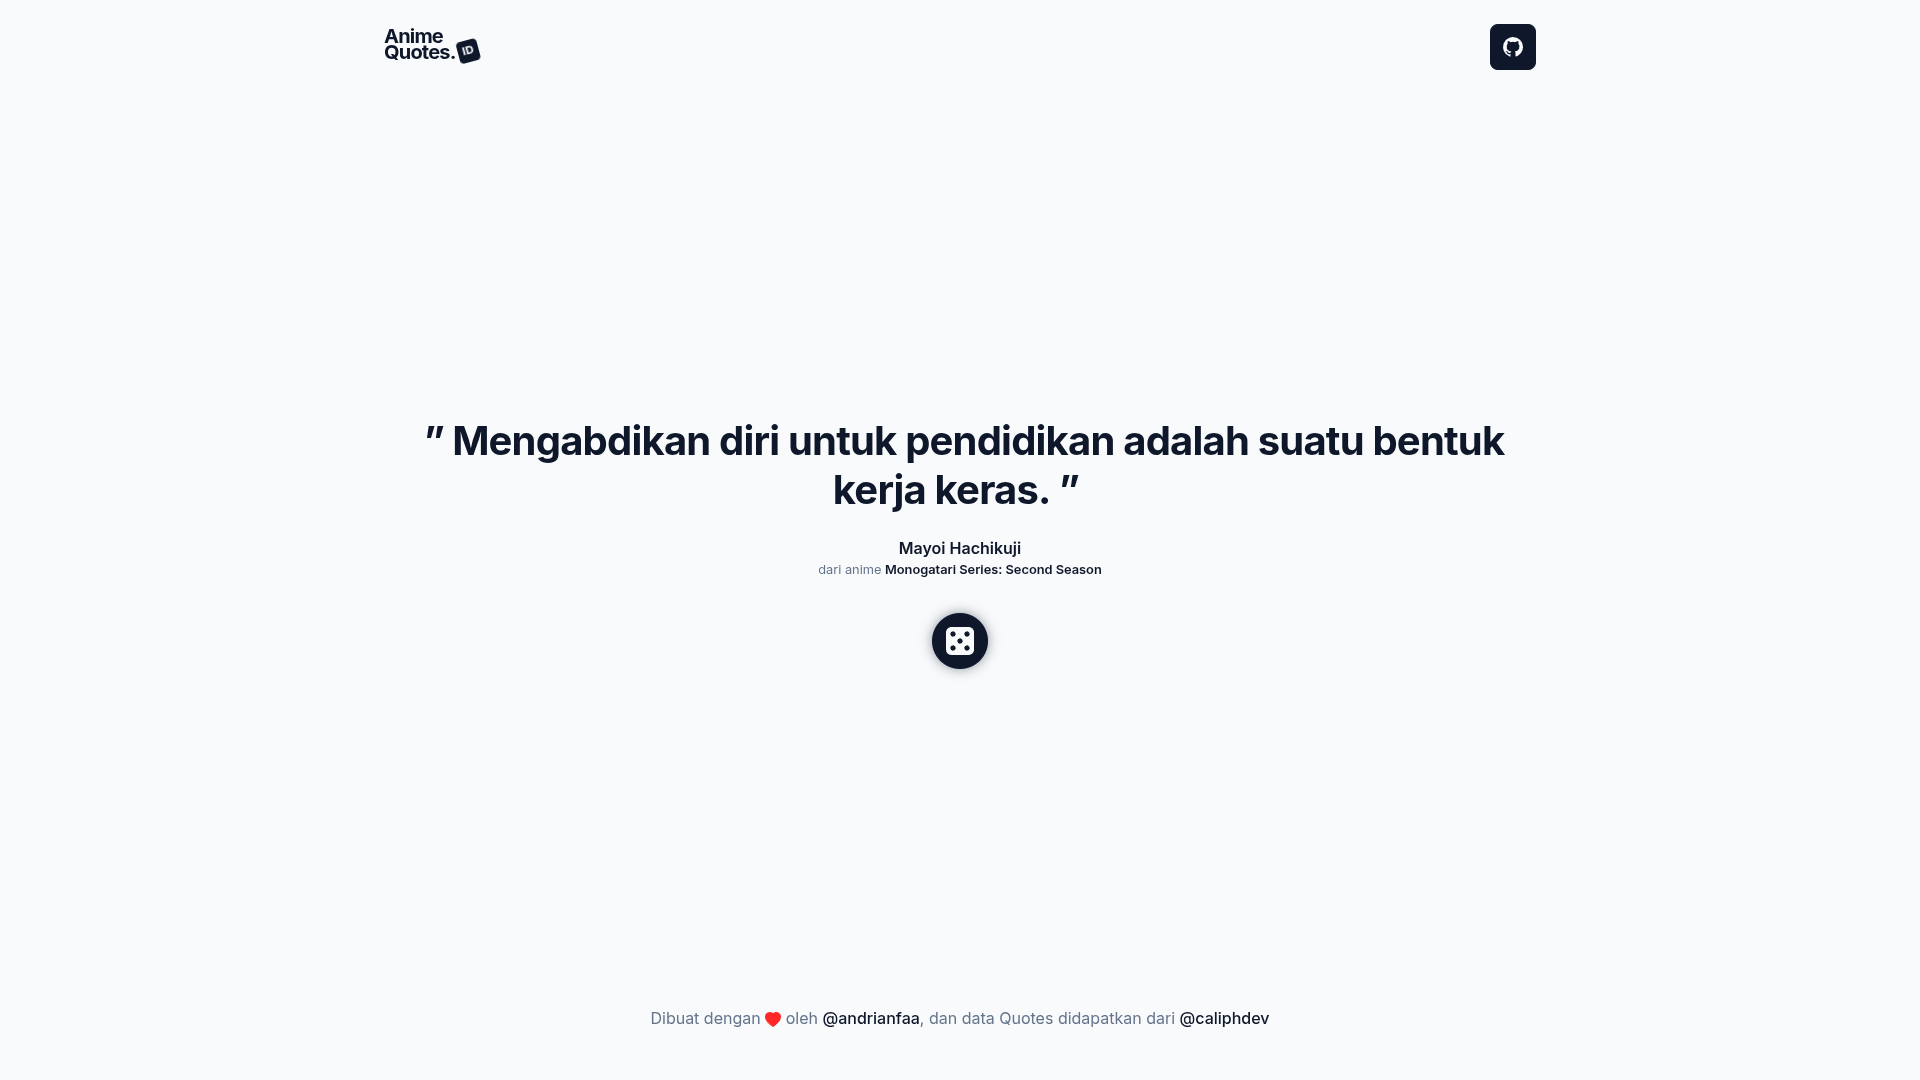 Anime
Quotes. ID
” Mengabdikan diri untuk pendidikan adalah suatu bentuk
kerja keras. ”
Mayoi Hachikuji
dari anime Monogatari Series: Second Season
Dibuat dengan ❤ oleh @andrianfaa, dan data Quotes didapatkan dari @caliphdev